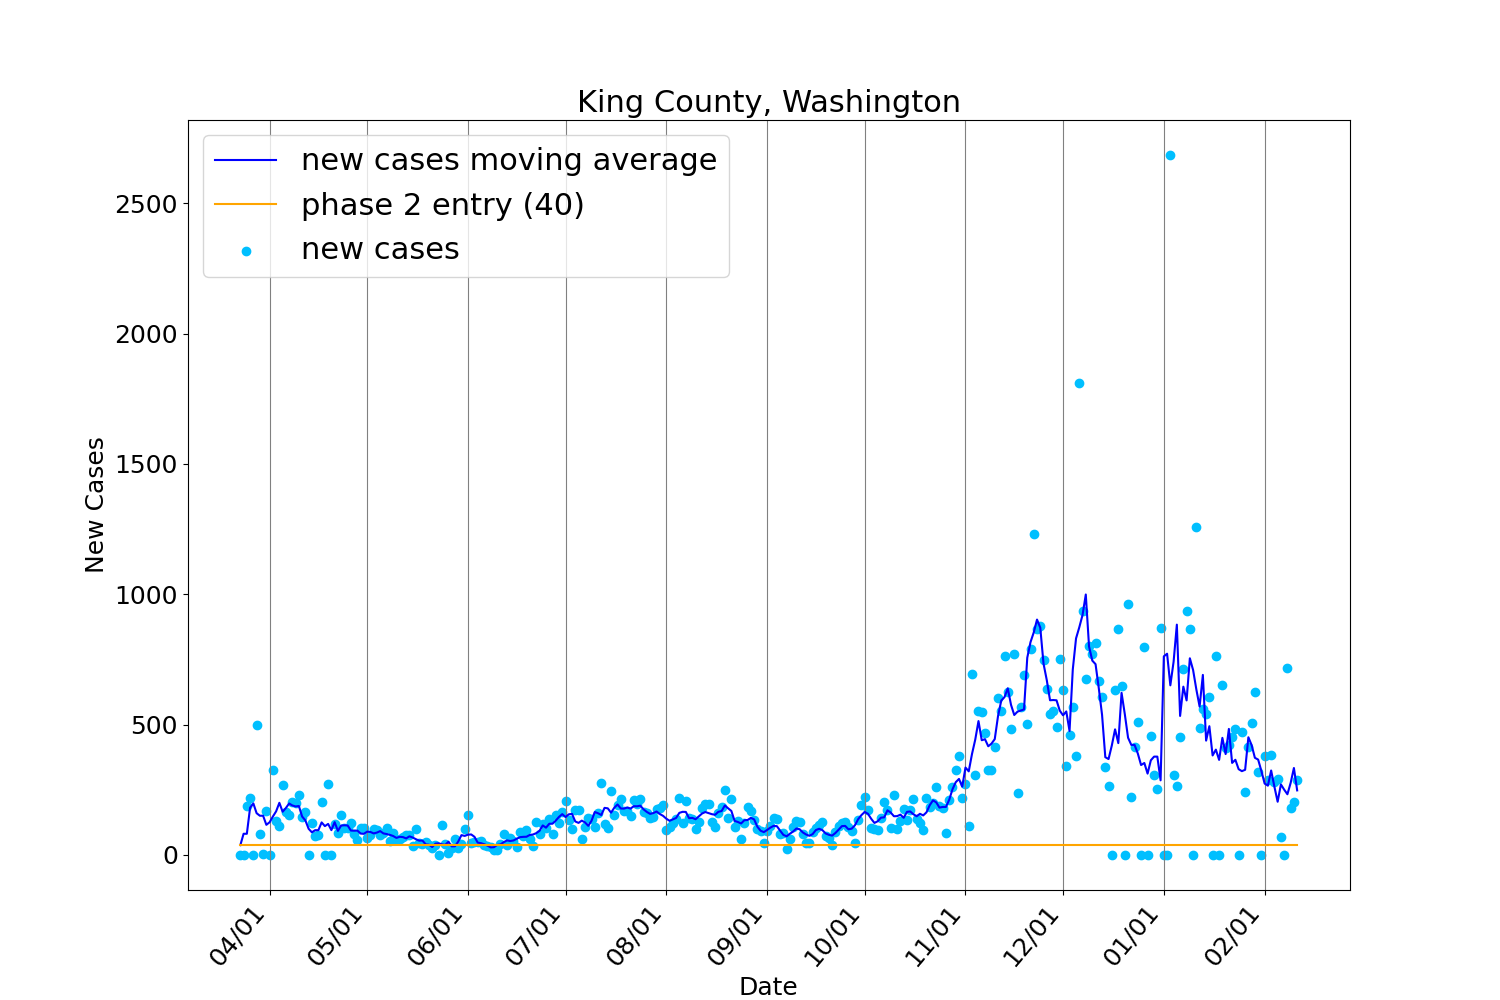 King County, Washington
new cases moving average
phase 2 entry (40)
new cases
2500
2000
1500
1000
500
0
New Cases
04/01
05/01
06/01
07/01
08/01
09/01
10/01
11/01
12/01
01/01
02/01
Date